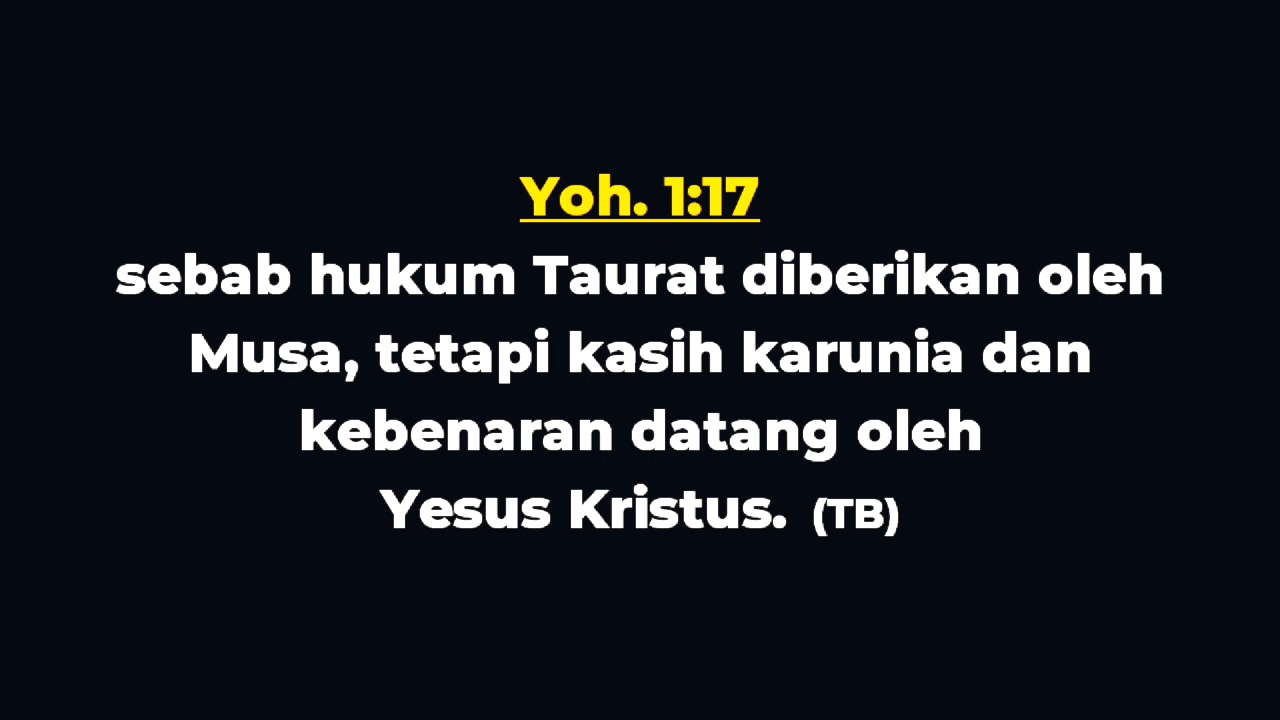 Yoh. 1:17
sebab hukum Taurat diberikan oleh
Musa, tetapi kasih karunia dan
kebenaran datang oleh
Yesus Kristus. (TB)